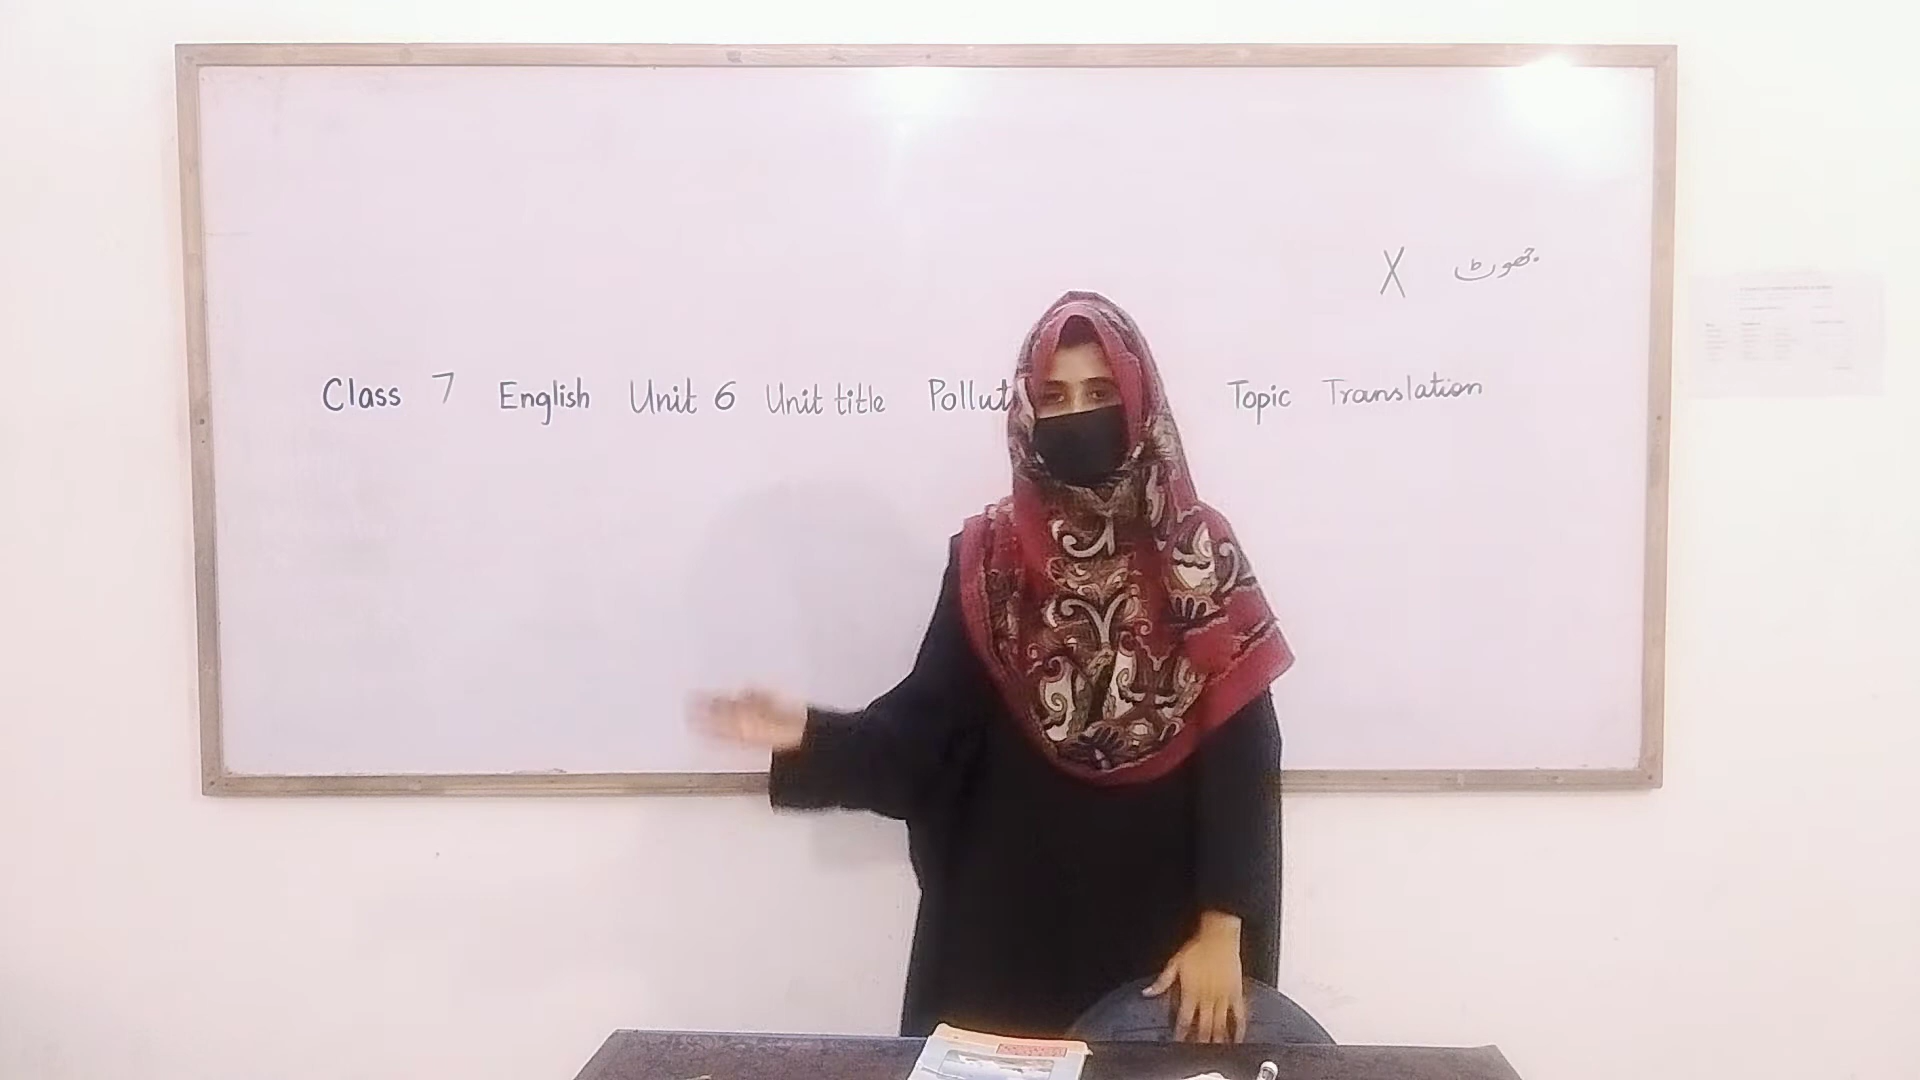 X جھوٹ
Class 7 English Unit 6 Unit title Pollut Topic Translation